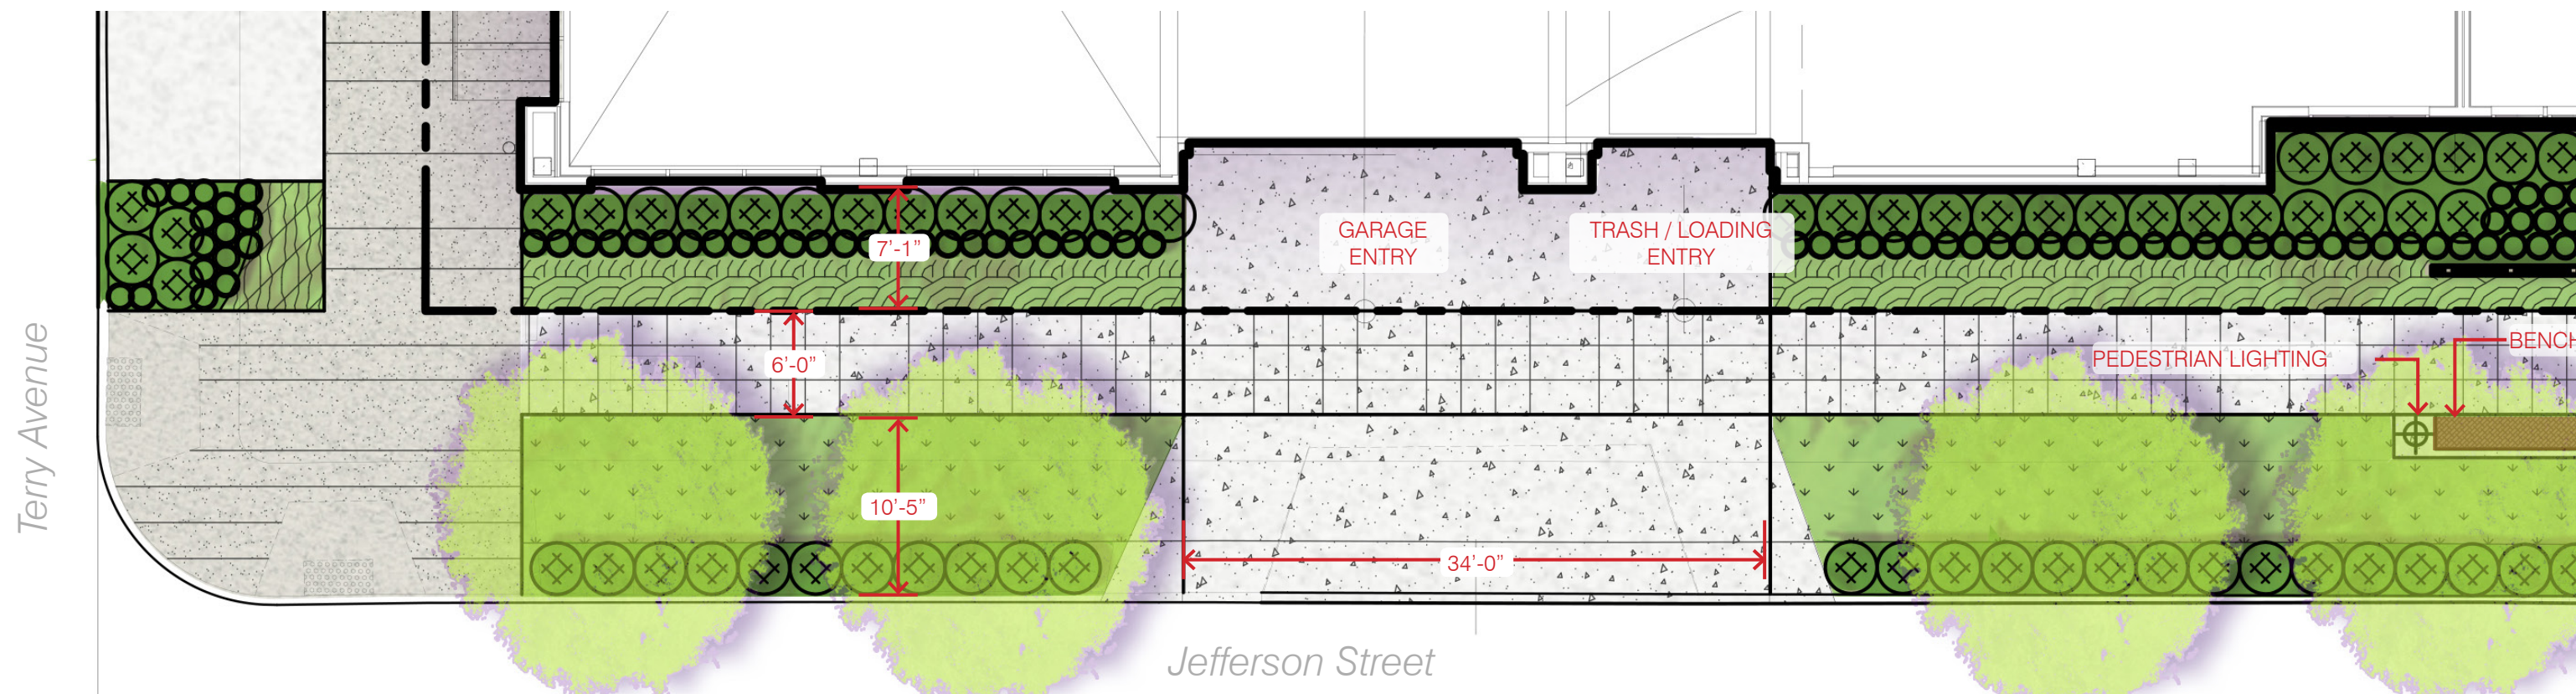 GARAGE
ENTRY
TRASH / LOADING
ENTRY
7'-1"
6'-0"
PEDESTRIAN LIGHTING
BENCH
10'-5"
34'-0"
Terry Avenue
Jefferson Street